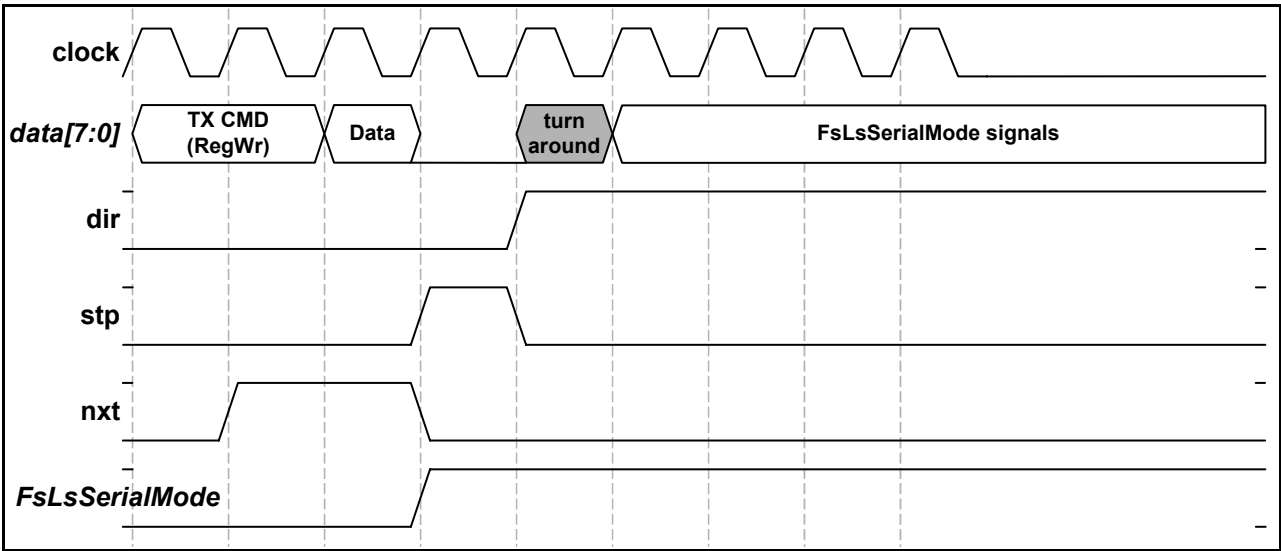 clock
data[7:0]
TX CMD
(RegWr)
Data
turn
around
FsLsSerialMode signals
dir
stp
nxt
FsLsSerialMode